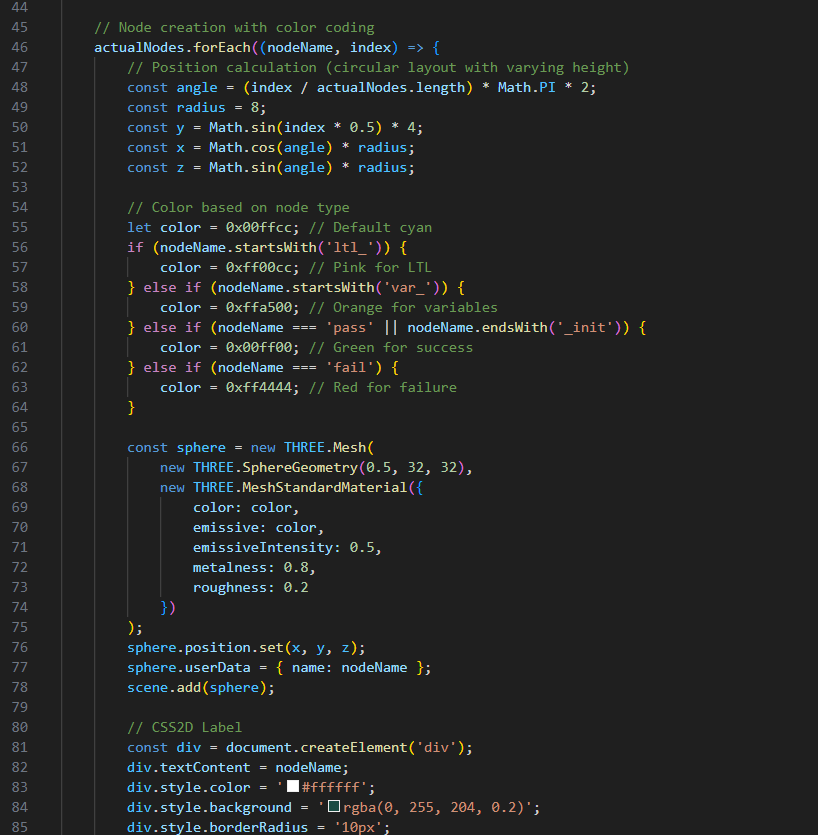 44
45 // Node creation with color coding
46 actualNodes.forEach((nodeName, index) => {
47 // Position calculation (circular layout with varying height)
48 const angle = (index / actualNodes.length) * Math.PI * 2;
49 const radius = 8;
50 const y = Math.sin(index * 0.5) * 4;
51 const x = Math.cos(angle) * radius;
52 const z = Math.sin(angle) * radius;
53
54 // Color based on node type
55 let color = 0x00ffcc; // Default cyan
56 if (nodeName.startsWith('ltl_')) {
57 color = 0xff00cc; // Pink for LTL
58 } else if (nodeName.startsWith('var_')) {
59 color = 0xffa500; // Orange for variables
60 } else if (nodeName === 'pass' || nodeName.endsWith('_init')) {
61 color = 0x00ff00; // Green for success
62 } else if (nodeName === 'fail') {
63 color = 0xff4444; // Red for failure
64 }
65
66 const sphere = new THREE.Mesh(
67 new THREE.SphereGeometry(0.5, 32, 32),
68 new THREE.MeshStandardMaterial({
69 color: color,
70 emissive: color,
71 emissiveIntensity: 0.5,
72 metalness: 0.8,
73 roughness: 0.2
74 })
75 );
76 sphere.position.set(x, y, z);
77 sphere.userData = { name: nodeName };
78 scene.add(sphere);
79
80 // CSS2D Label
81 const div = document.createElement('div');
82 div.textContent = nodeName;
83 div.style.color = '#ffffff';
84 div.style.background = 'rgba(0, 255, 204, 0.2)';
85 div.style.borderRadius = '10px';